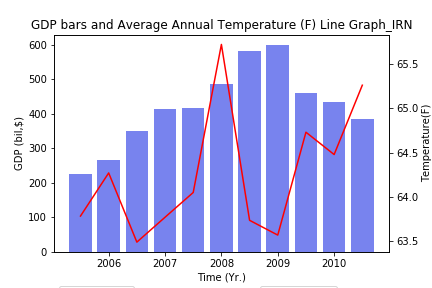 GDP bars and Average Annual Temperature (F) Line Graph_IRN
600
500
400
300
200
100
0
GDP (bil,$)
65.5
65.0
64.5
64.0
63.5
Temperature(F)
2006 2007 2008 2009 2010
Time (Yr.)